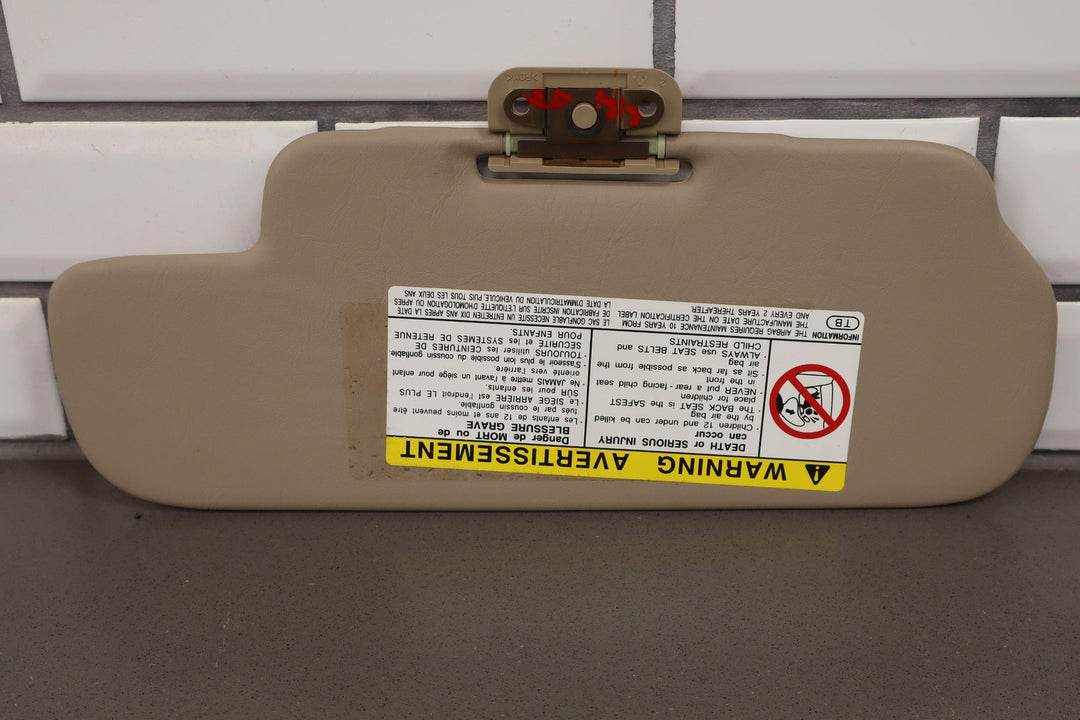 WARNING AVERTISSEMENT
DEATH or SERIOUS INJURY
can occur
· Children 12 and under can be killed
by the air bag
· The BACK SEAT is the SAFEST
place for children
· NEVER put a rear-facing child seat
in the front
· Sit as far back as possible from the
air bag
· ALWAYS use SEAT BELTS and
CHILD RESTRAINTS
Danger de MORT ou de
BLESSURE GRAVE
· Les enfants de 12 ans et moins peuvent être
tués par le coussin gonflable.
· Le SIÈGE ARRIÈRE est l'endroit LE PLUS
SÛR pour les enfants.
· Ne JAMAIS mettre à l'avant un siège pour enfant
orienté vers l'arrière.
· S'asseoir le plus loin possible du coussin gonflable.
· TOUJOURS utiliser les CEINTURES DE
SÉCURITÉ et les SYSTÈMES DE RETENUE
POUR ENFANTS.
INFORMATION
TB
THE AIRBAG REQUIRES MAINTENANCE 10 YEARS FROM
THE MANUFACTURE DATE ON THE CERTIFICATION LABEL
AND EVERY 2 YEARS THEREAFTER.
LE SAC GONFLABLE NECESSITE UN ENTRETIEN DIX ANS APRES LA DATE
DE FABRICATION INSCRITE SUR L'ETIQUETTE D'HOMOLOGATION OU APRES
LA DATE D'IMMATRICULATION DU VEHICULE, PUIS TOUS LES DEUX ANS.